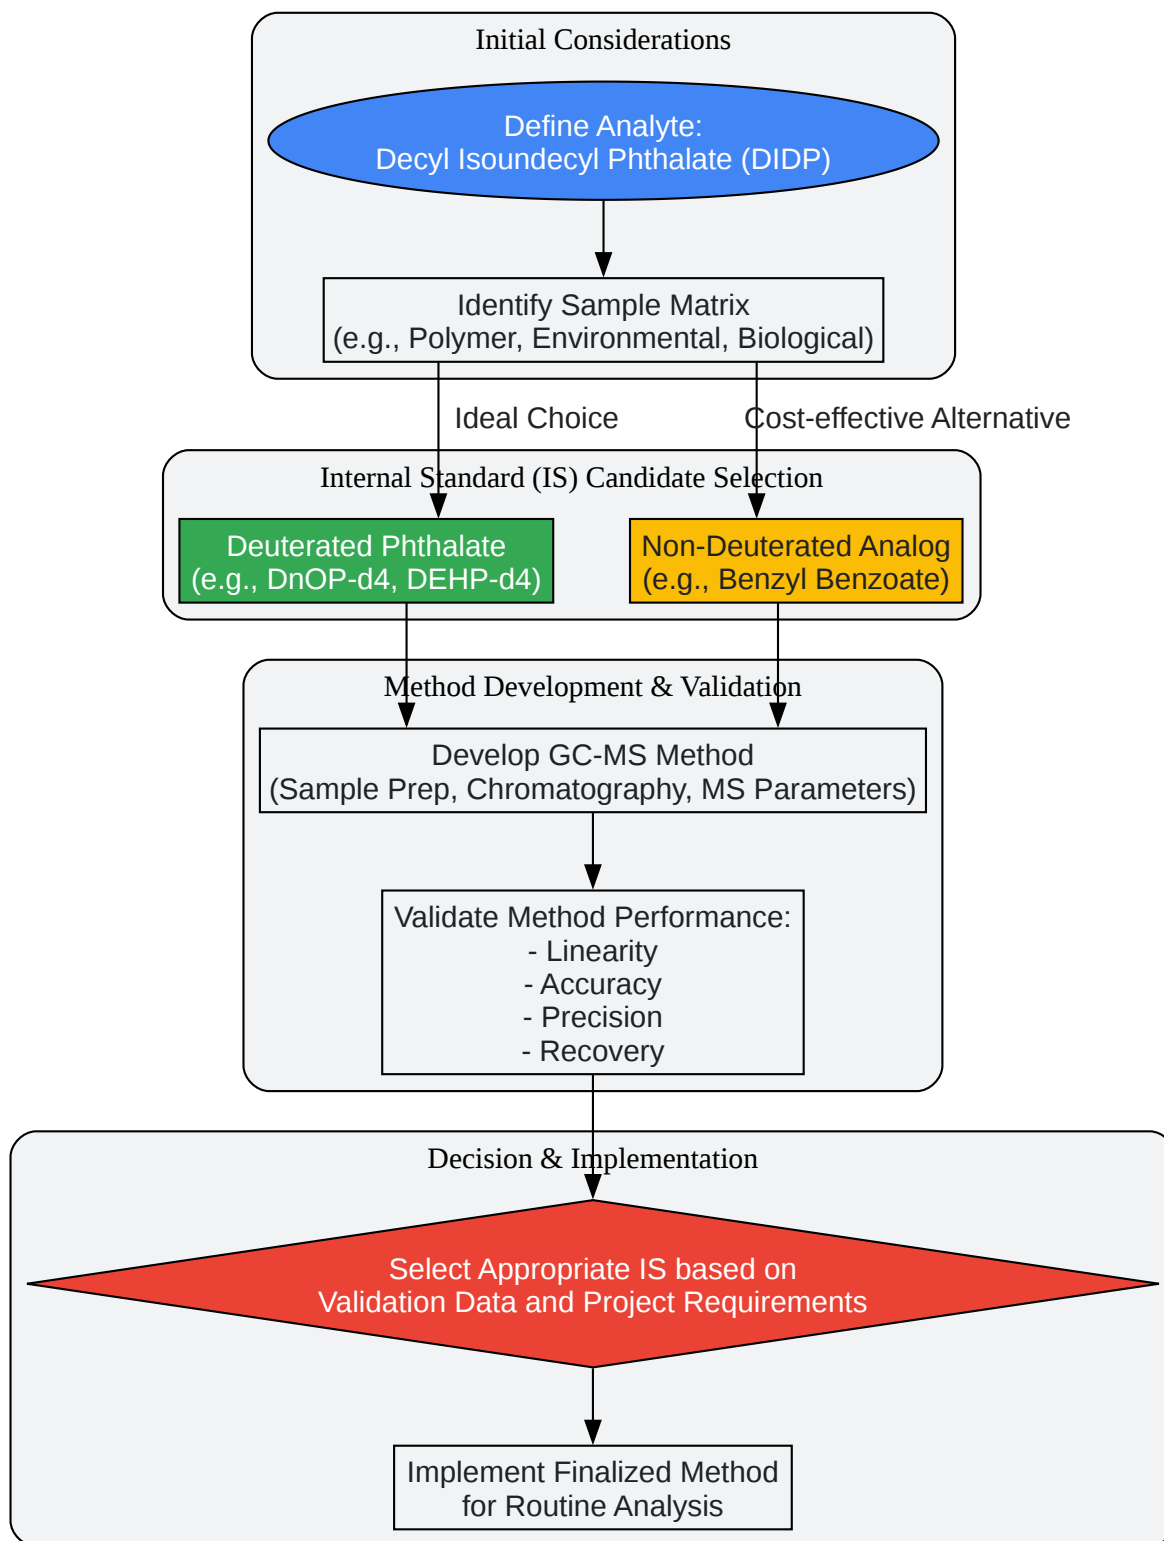 Initial Considerations
Define Analyte:
Decyl Isoundecyl Phthalate (DIDP)
Identify Sample Matrix
(e.g., Polymer, Environmental, Biological)
Ideal Choice
Cost-effective Alternative
Internal Standard (IS) Candidate Selection
Deuterated Phthalate
(e.g., DnOP-d4, DEHP-d4)
Non-Deuterated Analog
(e.g., Benzyl Benzoate)
Method Development & Validation
Develop GC-MS Method
(Sample Prep, Chromatography, MS Parameters)
Validate Method Performance:
- Linearity
- Accuracy
- Precision
- Recovery
Decision & Implementation
Select Appropriate IS based on
Validation Data and Project Requirements
Implement Finalized Method
for Routine Analysis